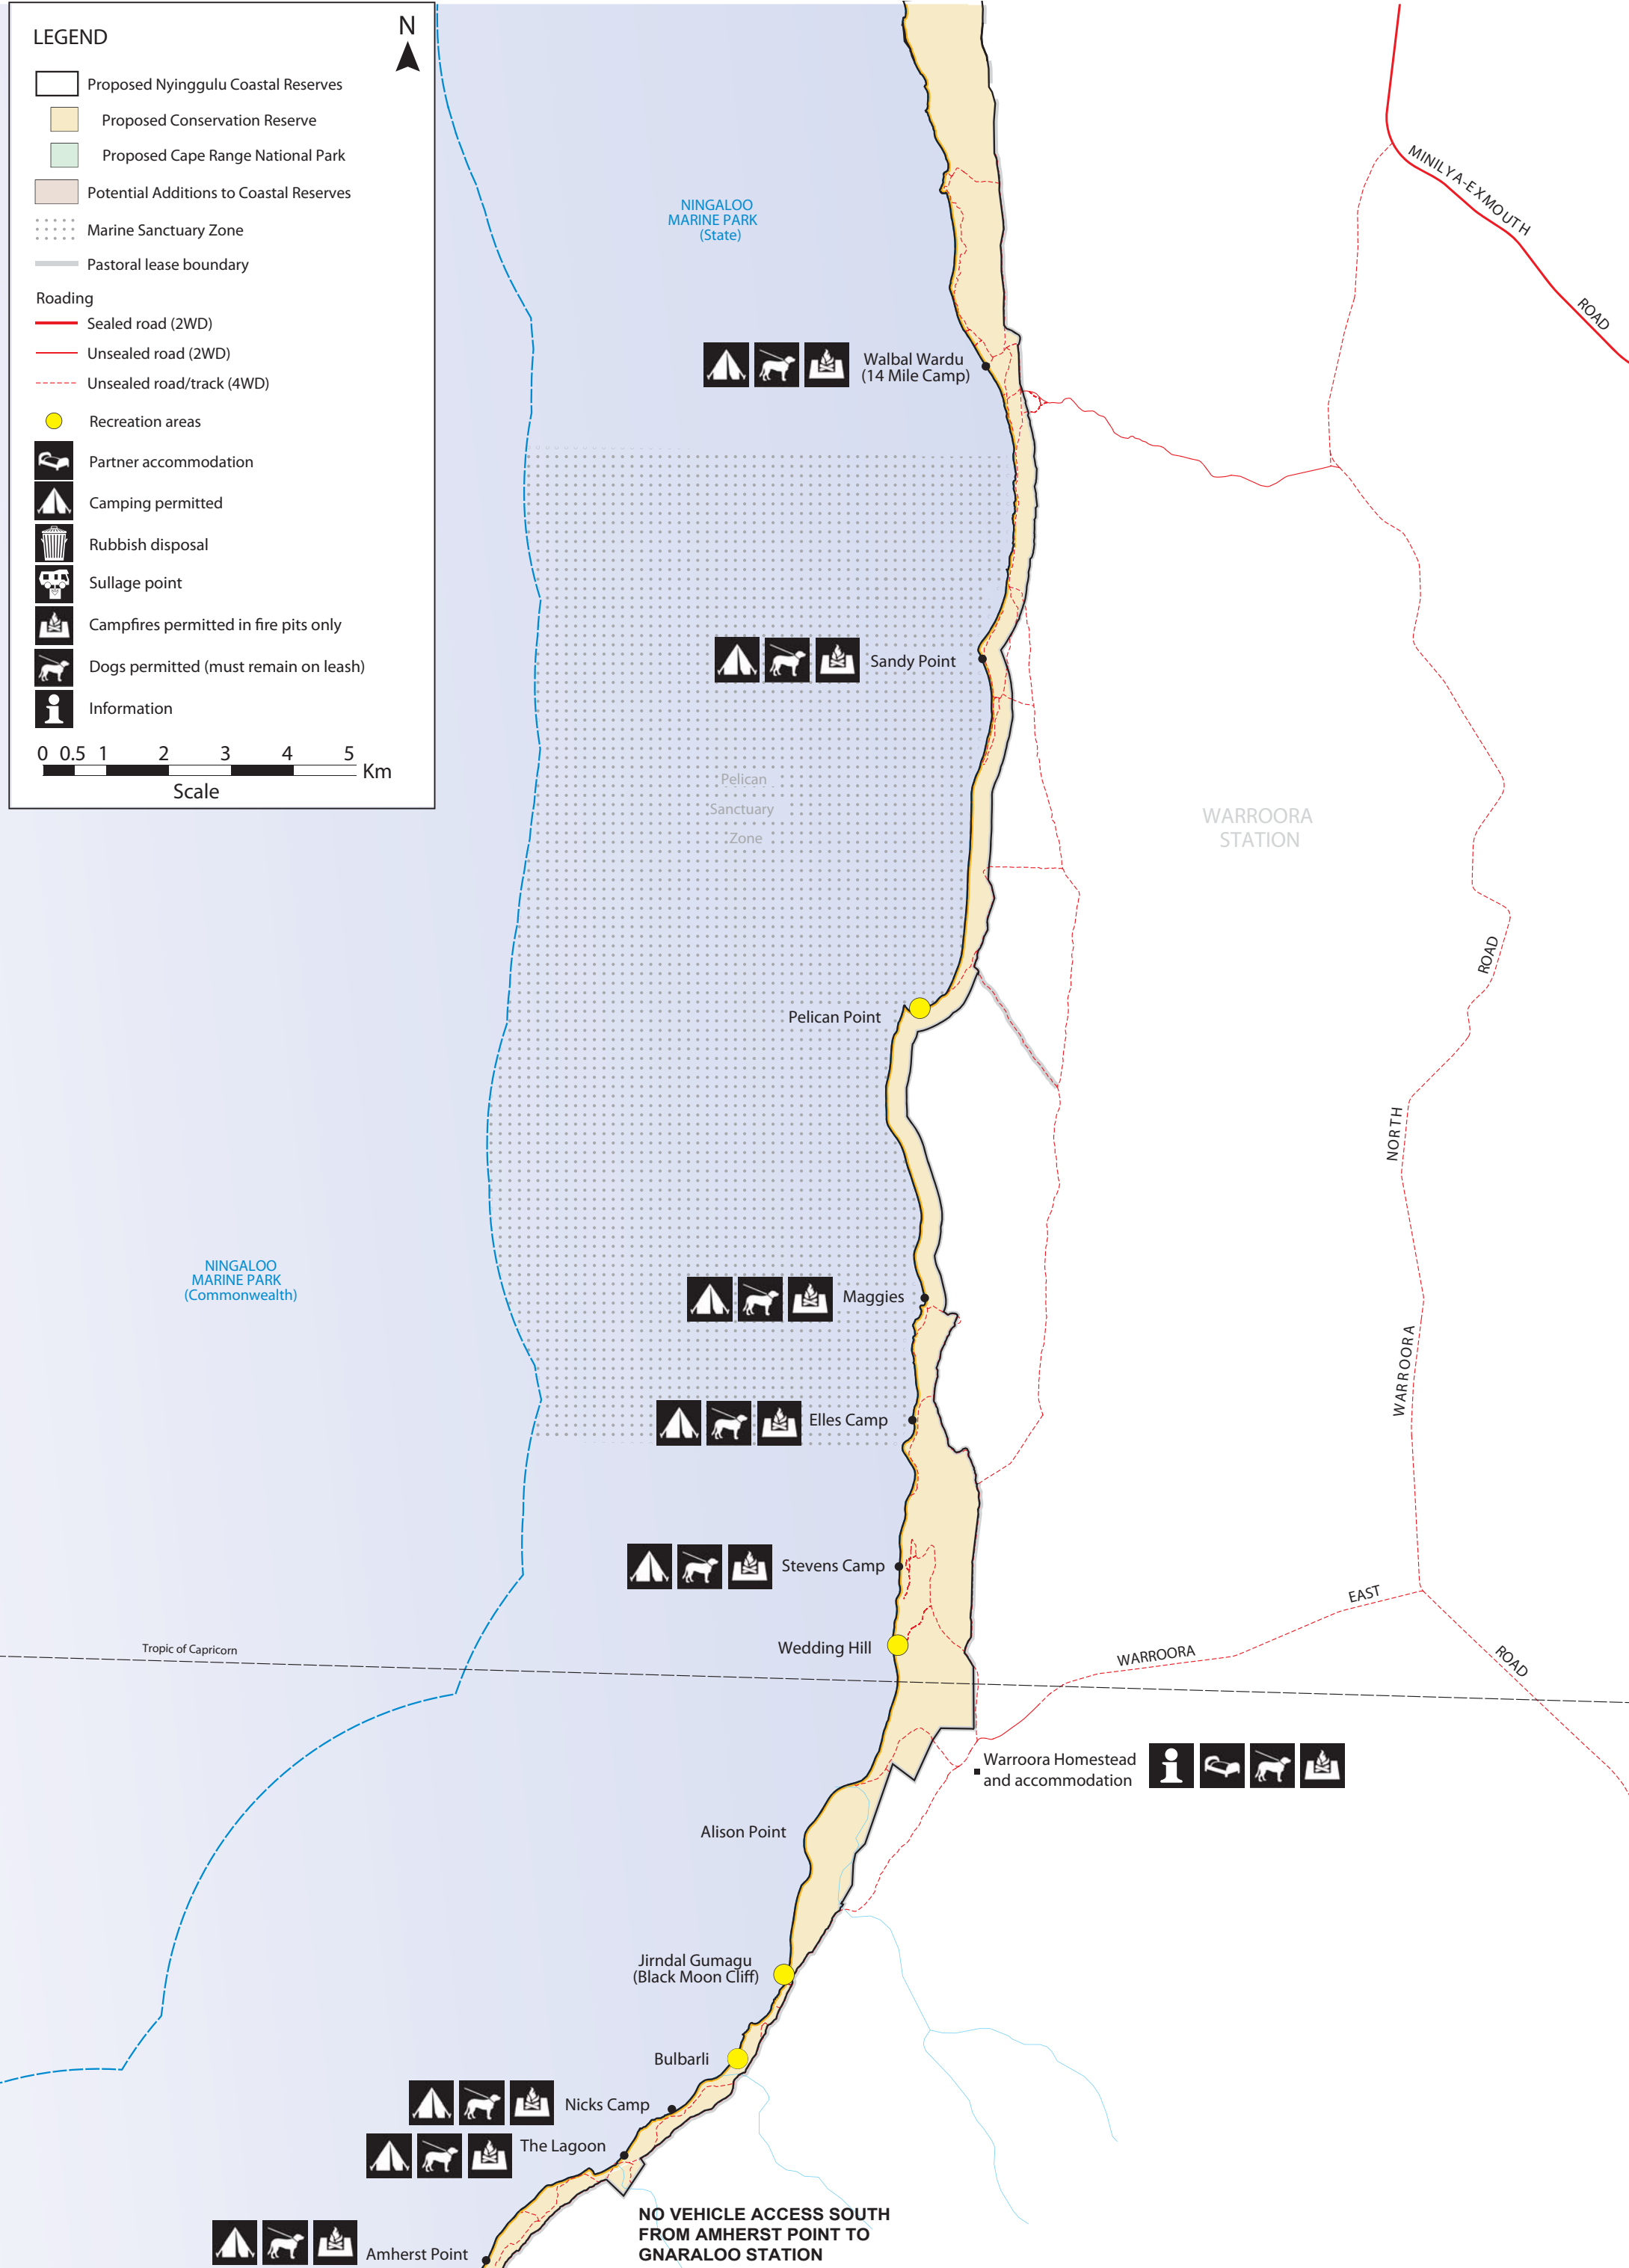 LEGEND
N
Proposed Nyinggulu Coastal Reserves
Proposed Conservation Reserve
Proposed Cape Range National Park
Potential Additions to Coastal Reserves
Marine Sanctuary Zone
Pastoral lease boundary
Roading
Sealed road (2WD)
Unsealed road (2WD)
Unsealed road/track (4WD)
Recreation areas
Partner accommodation
Camping permitted
Rubbish disposal
Sullage point
Campfires permitted in fire pits only
Dogs permitted (must remain on leash)
Information
0 0.5 1 2 3 4 5
Km
Scale
NINGALOO
MARINE PARK
(State)
MINILYA-EXMOUTH
ROAD
Walbal Wardu
(14 Mile Camp)
Sandy Point
Pelican
Sanctuary
Zone
WARROORA
STATION
ROAD
NORTH
WARROORA
Pelican Point
NINGALOO
MARINE PARK
(Commonwealth)
Maggies
Elles Camp
Stevens Camp
Wedding Hill
Tropic of Capricorn
WARROORA
EAST
ROAD
Warroora Homestead
and accommodation
Alison Point
Jirndal Gumagu
(Black Moon Cliff)
Bulbarli
Nicks Camp
The Lagoon
NO VEHICLE ACCESS SOUTH
FROM AMHERST POINT TO
GNARALOO STATION
Amherst Point